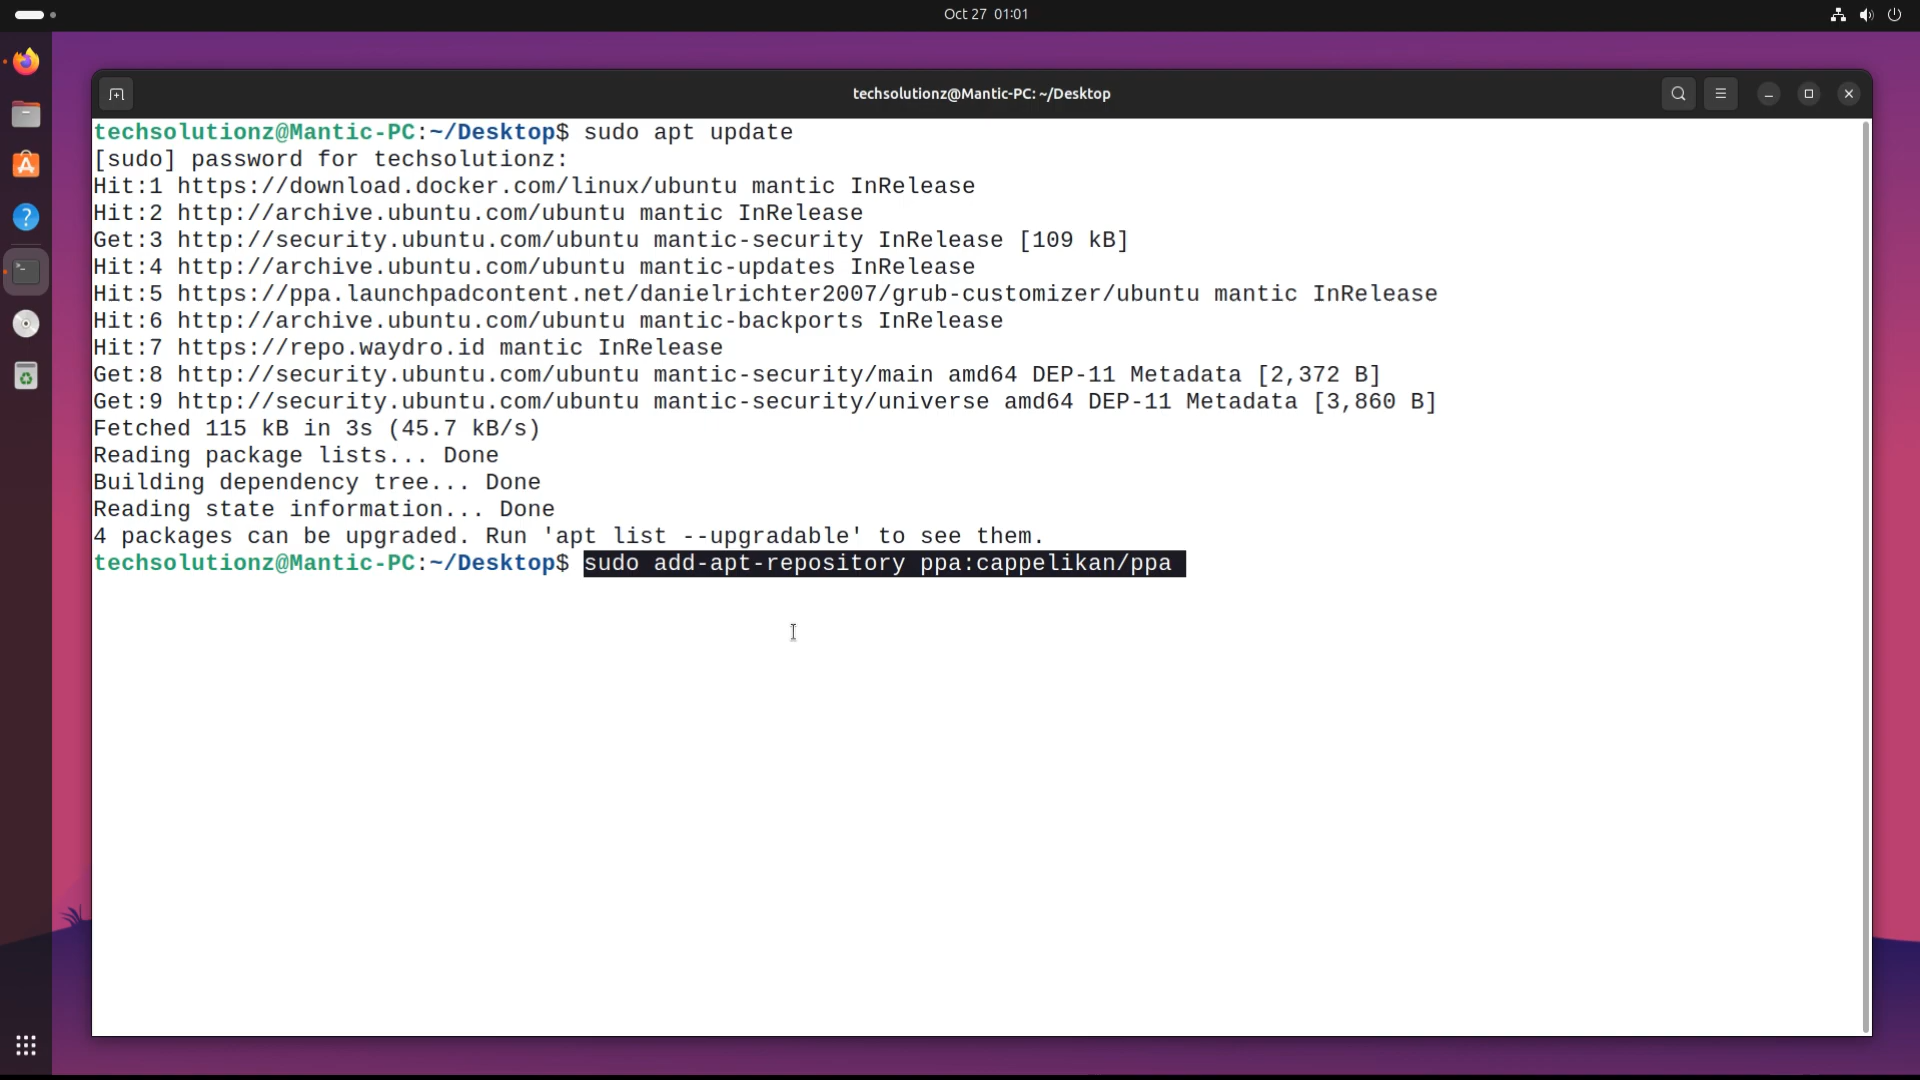 Oct 27 01:01
techsolutionz@Mantic-PC: ~/Desktop
techsolutionz@Mantic-PC:~/Desktop$ sudo apt update
[sudo] password for techsolutionz:
Hit:1 https://download.docker.com/linux/ubuntu mantic InRelease
Hit:2 http://archive.ubuntu.com/ubuntu mantic InRelease
Get:3 http://security.ubuntu.com/ubuntu mantic-security InRelease [109 kB]
Hit:4 http://archive.ubuntu.com/ubuntu mantic-updates InRelease
Hit:5 https://ppa.launchpadcontent.net/danielrichter2007/grub-customizer/ubuntu mantic InRelease
Hit:6 http://archive.ubuntu.com/ubuntu mantic-backports InRelease
Hit:7 https://repo.waydro.id mantic InRelease
Get:8 http://security.ubuntu.com/ubuntu mantic-security/main amd64 DEP-11 Metadata [2,372 B]
Get:9 http://security.ubuntu.com/ubuntu mantic-security/universe amd64 DEP-11 Metadata [3,860 B]
Fetched 115 kB in 3s (45.7 kB/s)
Reading package lists... Done
Building dependency tree... Done
Reading state information... Done
4 packages can be upgraded. Run 'apt list --upgradable' to see them.
techsolutionz@Mantic-PC:~/Desktop$ sudo add-apt-repository ppa:cappelikan/ppa